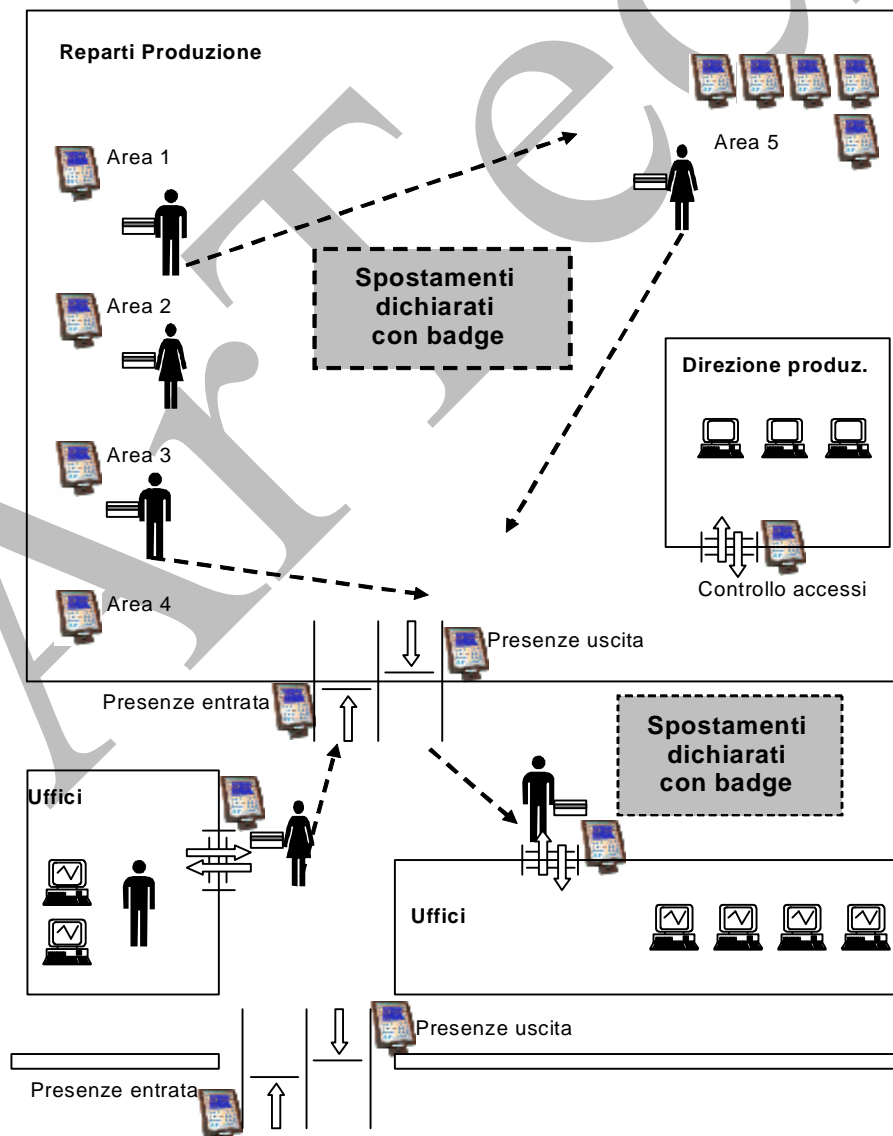 Reparti Produzione
Area 1
Area 5
Spostamenti
dichiarati
con badge
Area 2
Direzione produz.
Area 3
Controllo accessi
Area 4
Presenze uscita
Presenze entrata
Spostamenti
dichiarati
con badge
Uffici
Uffici
Presenze uscita
Presenze entrata